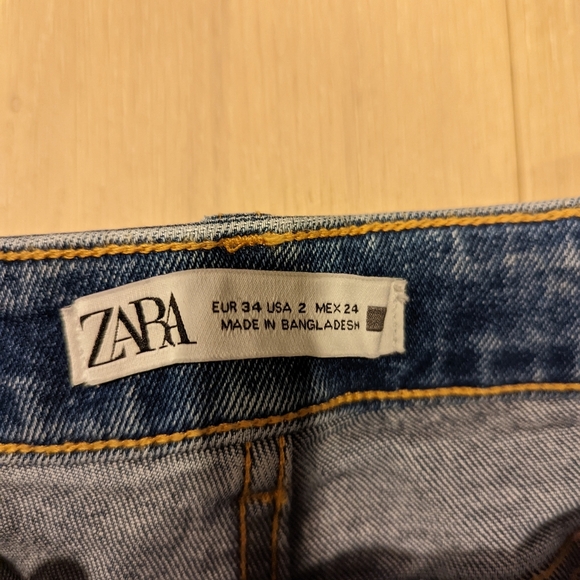 ZARA
EUR 34 USA 2 MEX 24
MADE IN BANGLADESH